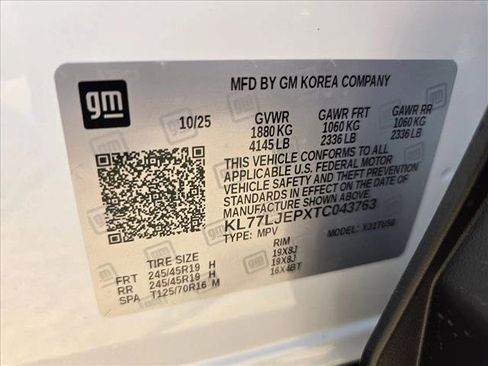 gm
MFD BY GM KOREA COMPANY
10/25 GVWR GAWR FRT GAWR RR
1880 KG 1060 KG 1060 KG
4145 LB 2336 LB 2336 LB
THIS VEHICLE CONFORMS TO ALL
APPLICABLE U.S. FEDERAL MOTOR
VEHICLE SAFETY AND THEFT PREVENTION
STANDARDS IN EFFECT ON THE DATE OF
MANUFACTURE SHOWN ABOVE.
KL77LJEPXTC043763
TYPE: MPV MODEL:
TIRE SIZE RIM
FRT 245/45R19 H 19X8J
RR 245/45R19 H 19X8J
SPA T125/70R16 M 16X4BT